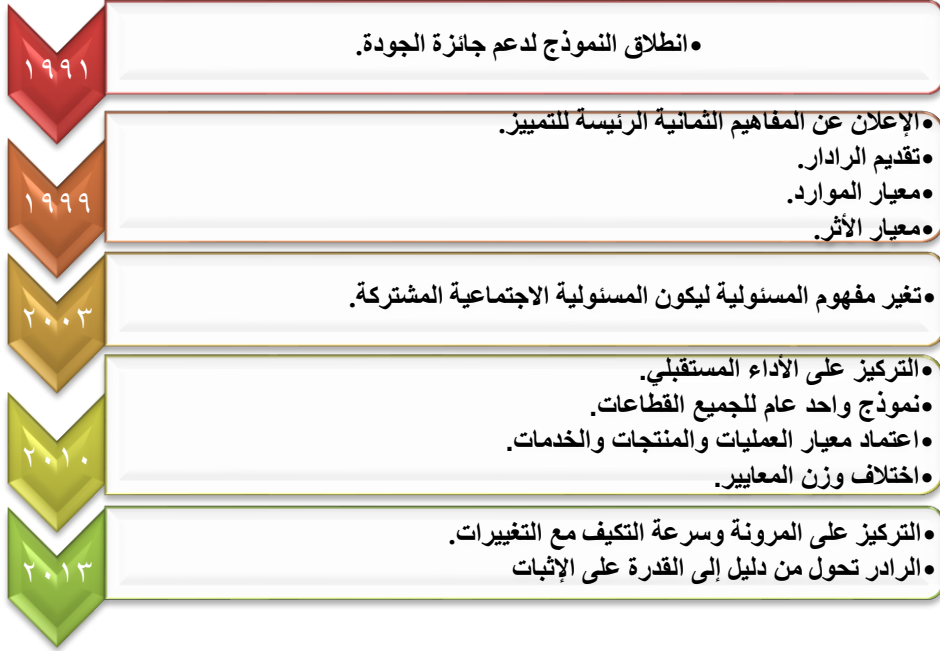 ١٩٩١
•انطلاق النموذج لدعم جائزة الجودة.
١٩٩٩
•الإعلان عن المفاهيم الثمانية الرئيسة للتمييز.
•تقديم الرادار.
•معيار الموارد.
•معيار الأثر.
٢٠٠٣
•تغير مفهوم المسئولية ليكون المسئولية الاجتماعية المشتركة.
٢٠١٠
•التركيز على الأداء المستقبلي.
•نموذج واحد عام للجميع القطاعات.
•اعتماد معيار العمليات والمنتجات والخدمات.
•اختلاف وزن المعايير.
٢٠١٣
•التركيز على المرونة وسرعة التكيف مع التغييرات.
•الرادر تحول من دليل إلى القدرة على الإثبات